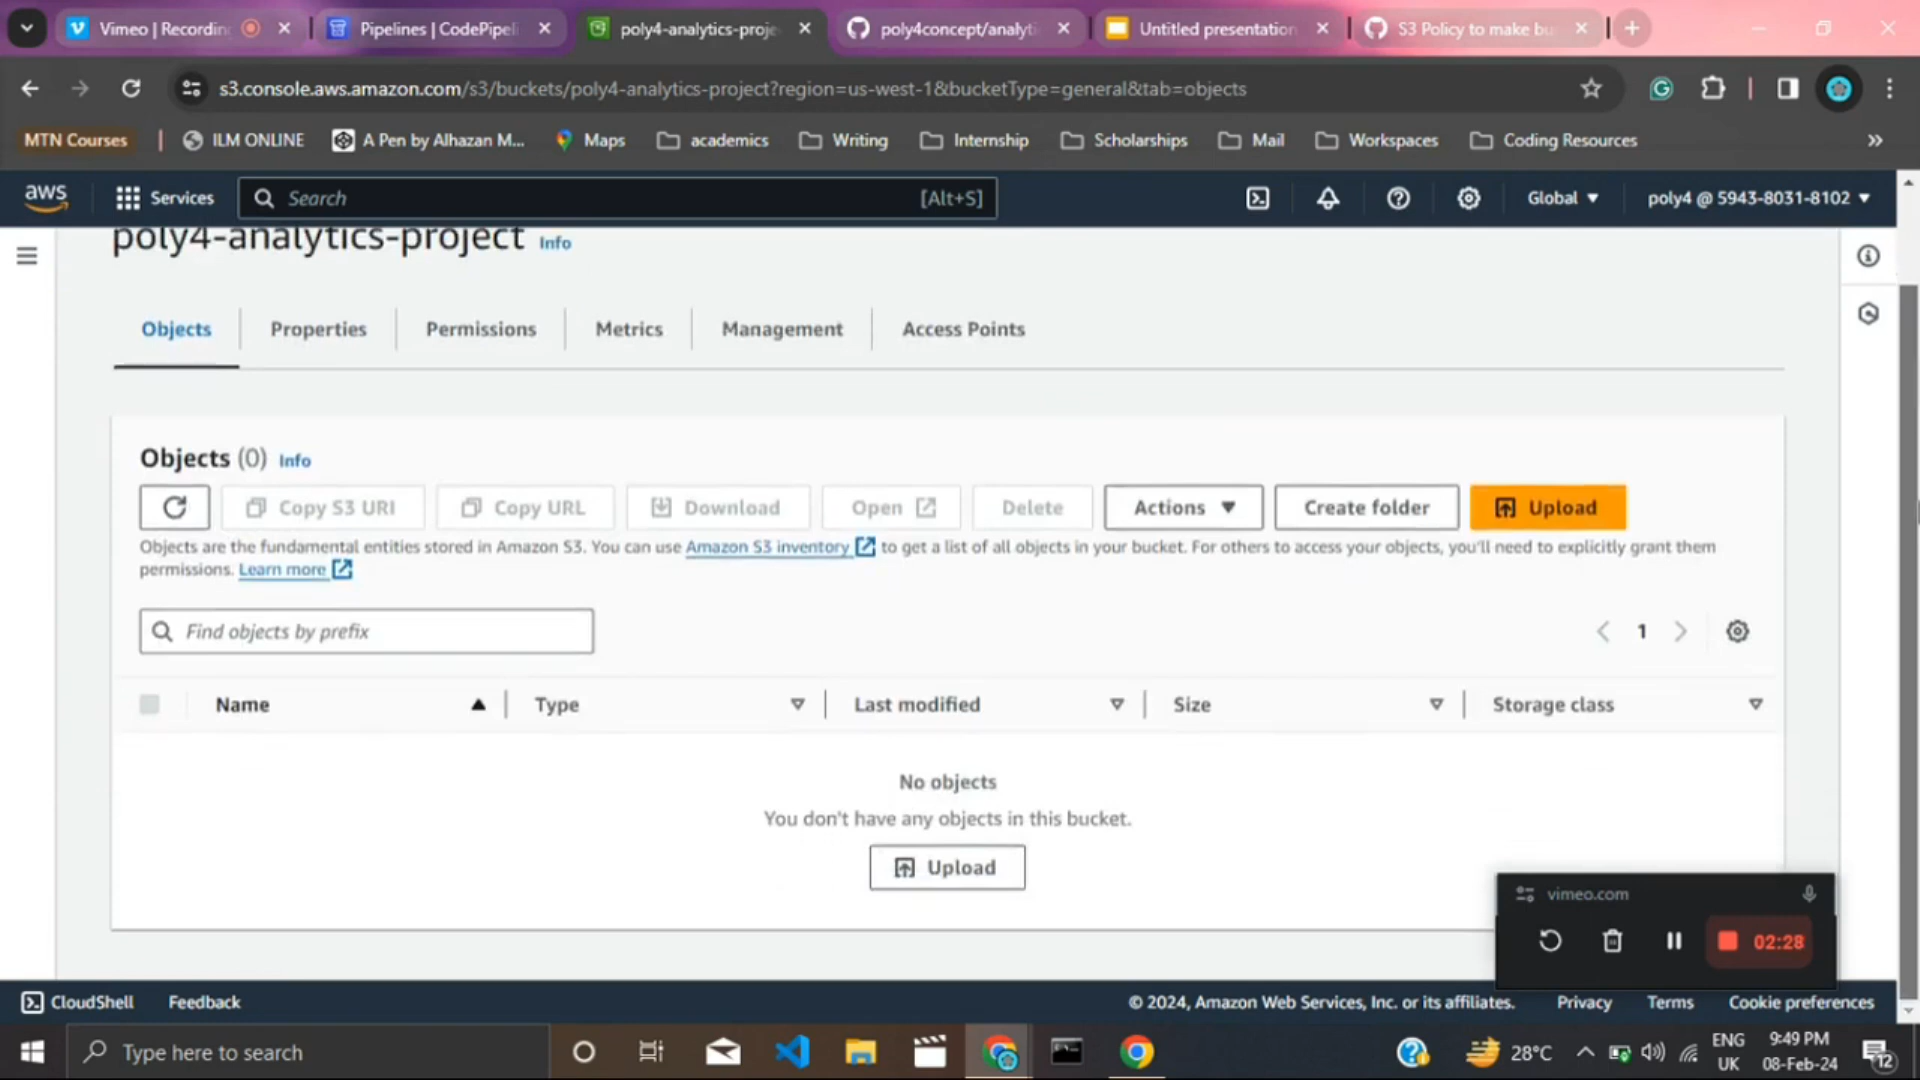 Vimeo | Recording
Pipelines | CodePipeli
poly4-analytics-proje
poly4concept/analyti
Untitled presentation
S3 Policy to make bu
s3.console.aws.amazon.com/s3/buckets/poly4-analytics-project?region=us-west-1&bucketType=general&tab=objects
MTN Courses
ILM ONLINE
A Pen by Alhazan M...
Maps
academics
Writing
Internship
Scholarships
Mail
Workspaces
Coding Resources
aws
Services
Search
[Alt+S]
Global
poly4 @ 5943-8031-8102
poly4-analytics-project Info
Objects
Properties
Permissions
Metrics
Management
Access Points
Objects (0) Info
Copy S3 URI
Copy URL
Download
Open
Delete
Actions
Create folder
Upload
Objects are the fundamental entities stored in Amazon S3. You can use Amazon S3 inventory to get a list of all objects in your bucket. For others to access your objects, you'll need to explicitly grant them
permissions. Learn more
Find objects by prefix
1
Name
Type
Last modified
Size
Storage class
No objects
You don't have any objects in this bucket.
Upload
vimeo.com
02:28
CloudShell
Feedback
© 2024, Amazon Web Services, Inc. or its affiliates.
Privacy
Terms
Cookie preferences
Type here to search
28°C
ENG
UK
9:49 PM
08-Feb-24
12